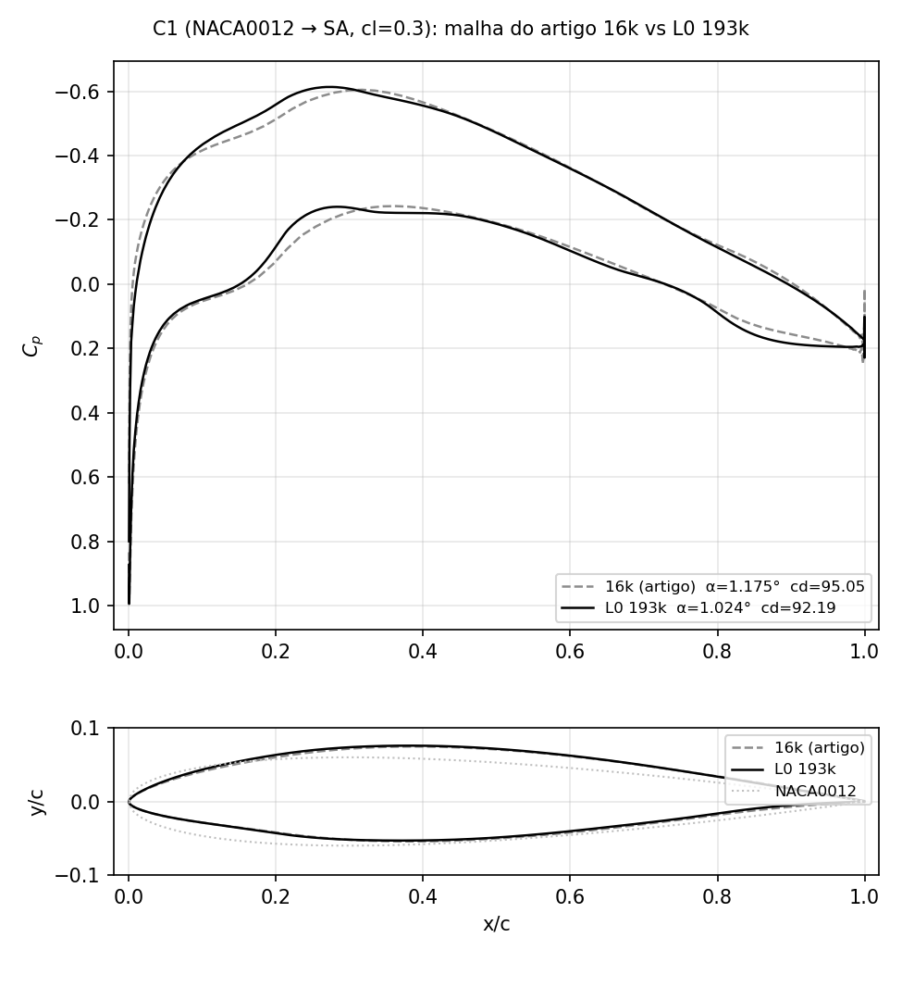 C1 (NACA0012 → SA, cl=0.3): malha do artigo 16k vs L0 193k
−0.6
−0.4
−0.2
0.0
0.2
0.4
0.6
0.8
1.0
Cp
16k (artigo)  α=1.175°  cd=95.05
L0 193k  α=1.024°  cd=92.19
0.0 0.2 0.4 0.6 0.8 1.0
0.1
0.0
−0.1
y/c
16k (artigo)
L0 193k
NACA0012
0.0 0.2 0.4 0.6 0.8 1.0
x/c